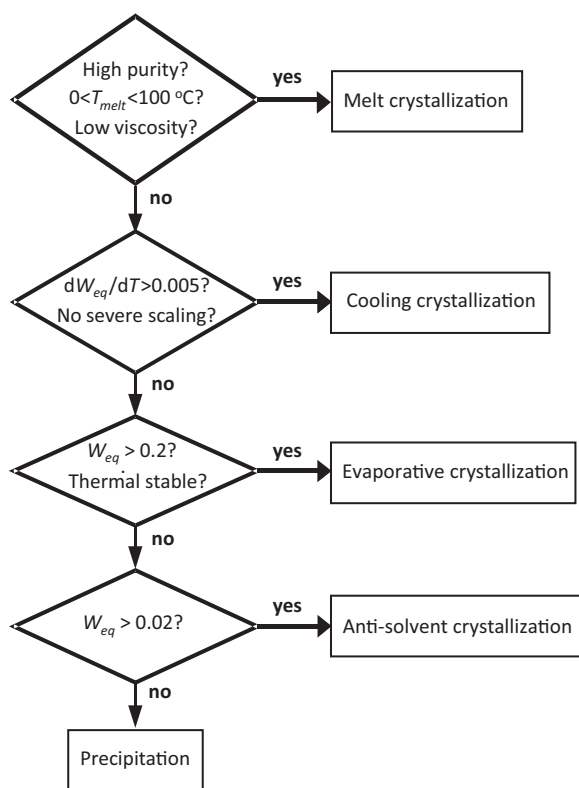 High purity?
0<T_melt<100 °C?
Low viscosity?
yes
Melt crystallization
no
dW_eq/dT>0.005?
No severe scaling?
yes
Cooling crystallization
no
W_eq > 0.2?
Thermal stable?
yes
Evaporative crystallization
no
W_eq > 0.02?
yes
Anti-solvent crystallization
no
Precipitation